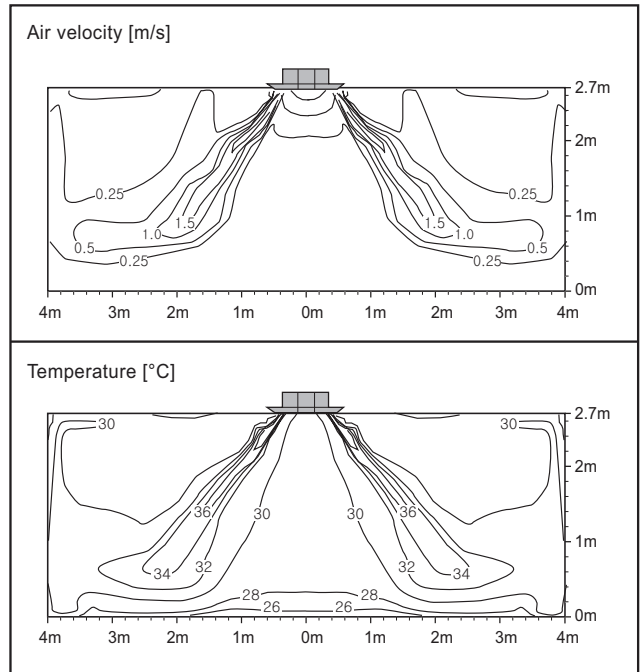 Air velocity [m/s]
2.7m
2m
0.25 0.25
1m
1.5 1.5
1.0 1.0
0.5 0.5
0.25 0.25
0m
4m 3m 2m 1m 0m 1m 2m 3m 4m
Temperature [°C]
2.7m
30 30
2m
36 36
30 30
1m
32 32
34 34
28 28
26 26
0m
4m 3m 2m 1m 0m 1m 2m 3m 4m